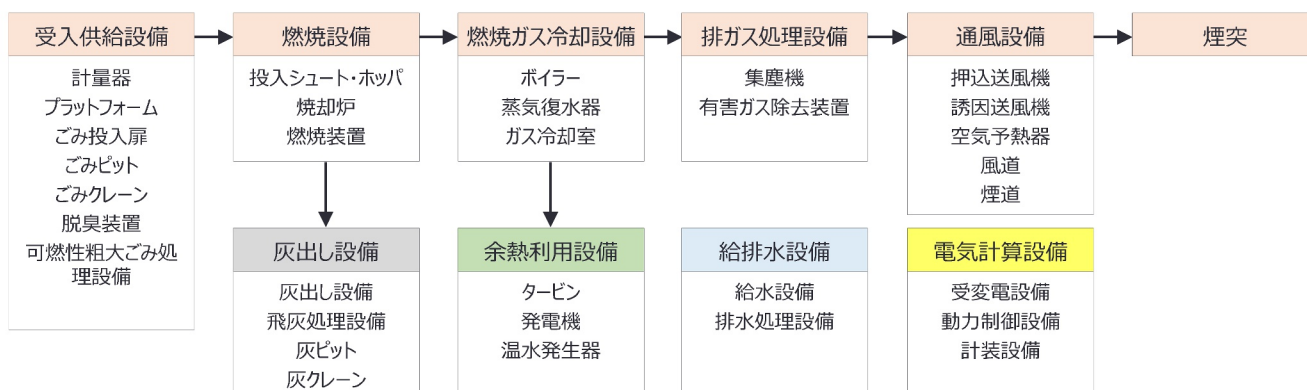 受入供給設備
計量器
プラットフォーム
ごみ投入扉
ごみピット
ごみクレーン
脱臭装置
可燃性粗大ごみ処
理設備
燃焼設備
投入シュート・ホッパ
焼却炉
燃焼装置
燃焼ガス冷却設備
ボイラー
蒸気復水器
ガス冷却室
排ガス処理設備
集塵機
有害ガス除去装置
通風設備
押込送風機
誘因送風機
空気予熱器
風道
煙道
煙突
灰出し設備
灰出し設備
飛灰処理設備
灰ピット
灰クレーン
余熱利用設備
タービン
発電機
温水発生器
給排水設備
給水設備
排水処理設備
電気計算設備
受変電設備
動力制御設備
計装設備